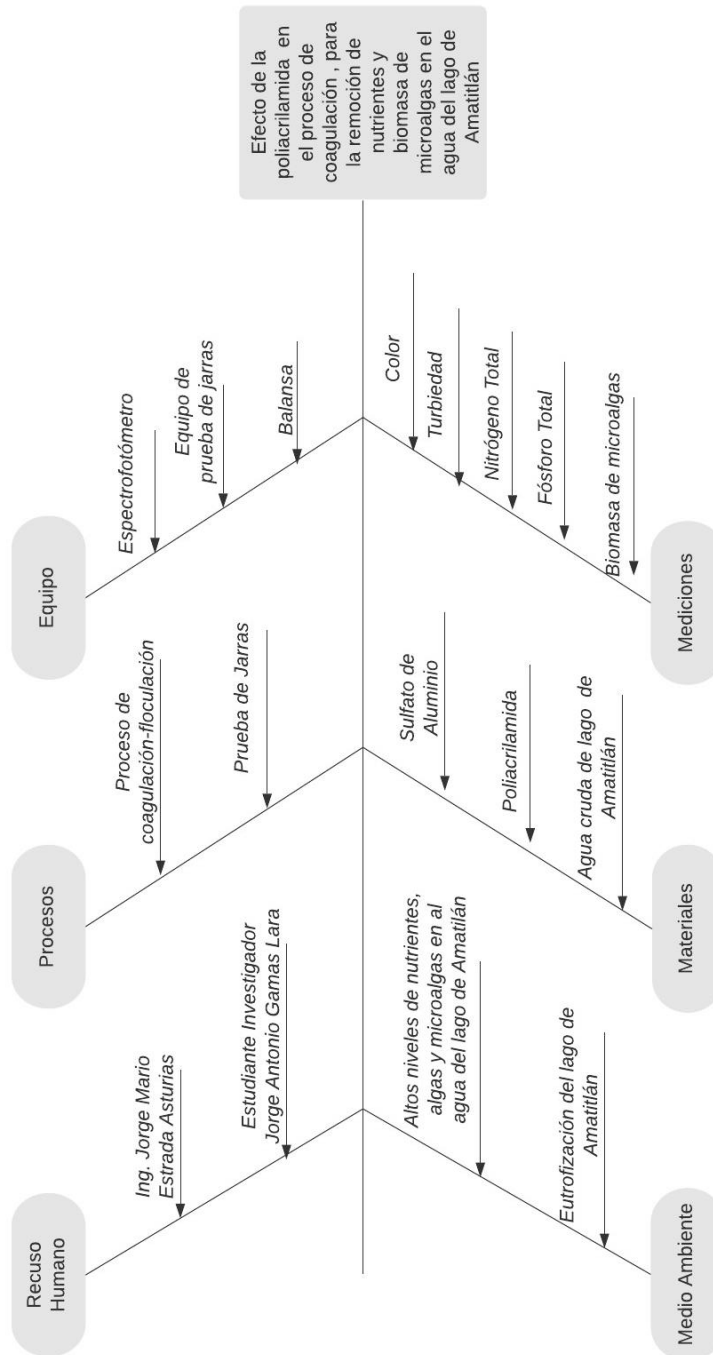 Recuso
Humano
Procesos
Equipo
Ing. Jorge Mario
Estrada Asturias
Estudiante Investigador
Jorge Antonio Gamas Lara
Proceso de
coagulación-floculación
Prueba de Jarras
Espectrofotómetro
Equipo de
prueba de jarras
Balansa
Efecto de la
poliacrilamida en
el proceso de
coagulación , para
la remoción de
nutrientes y
biomasa de
microalgas en el
agua del lago de
Amatitlán
Altos niveles de nutrientes,
algas y microalgas en al
agua del lago de Amatilán
Eutrofización del lago de
Amatitlán
Sulfato de
Aluminio
Poliacrilamida
Agua cruda de lago de
Amatitlán
Color
Turbiedad
Nitrógeno Total
Fósforo Total
Biomasa de microalgas
Medio Ambiente
Materiales
Mediciones